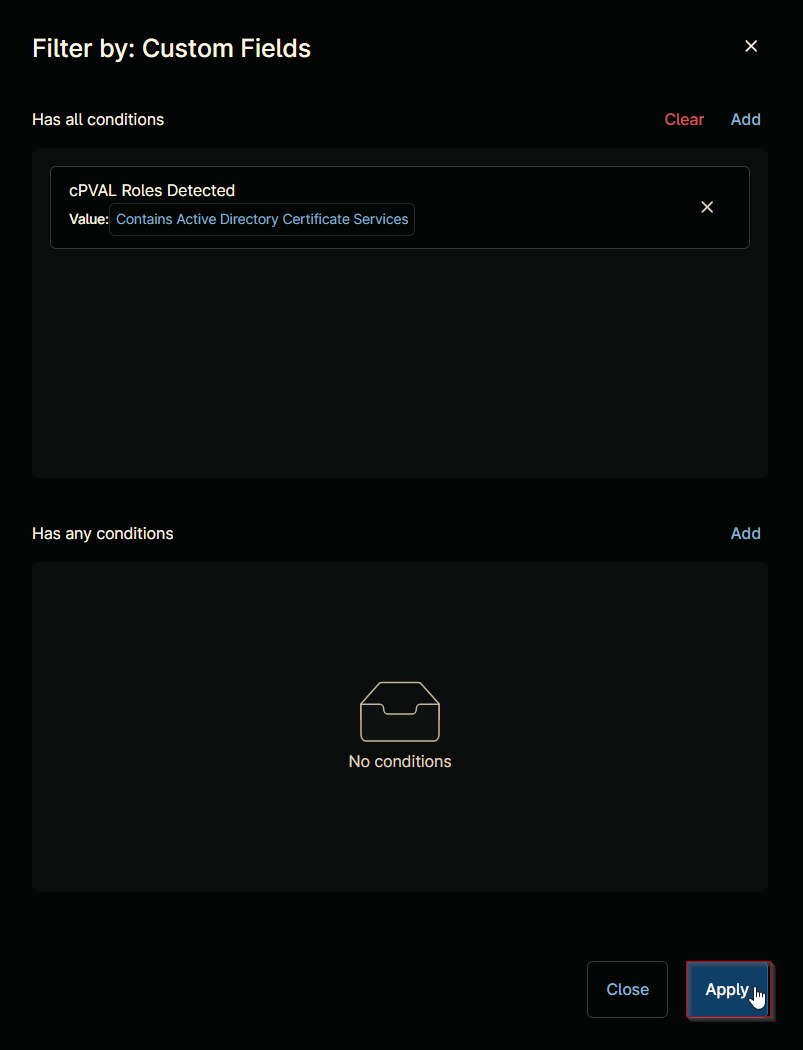 Filter by: Custom Fields
Has all conditions
Clear
Add
cPVAL Roles Detected
Value: Contains Active Directory Certificate Services
Has any conditions
Add
No conditions
Close
Apply